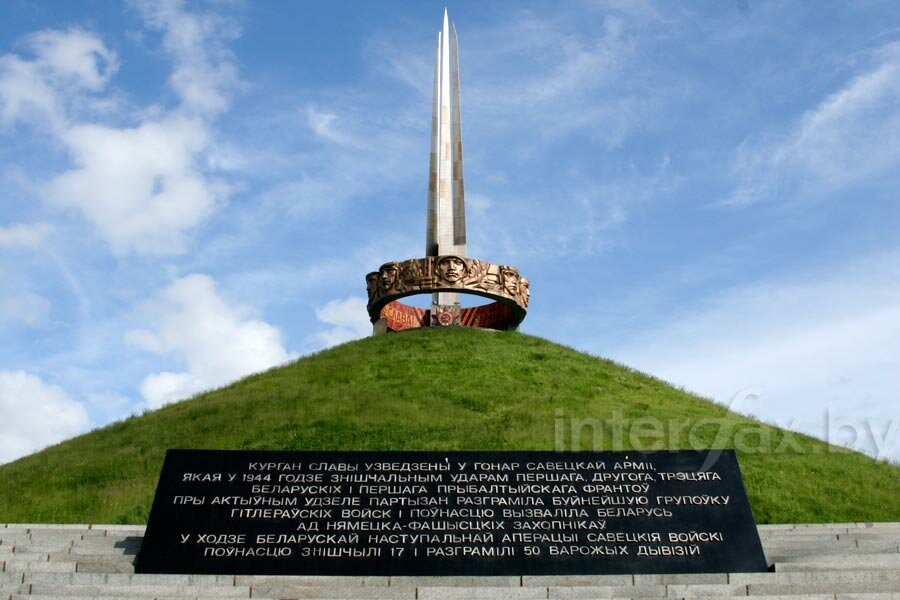 СЛАВА
КУРГАН СЛАВЫ УЗВЕДЗЕНЫ У ГОНАР САВЕЦКАЙ АРМІІ,
ЯКАЯ У 1944 ГОДЗЕ ЗНІШЧАЛЬНЫМ УДАРАМ ПЕРШАГА, ДРУГОГА, ТРЭЦЯГА
БЕЛАРУСКІХ І ПЕРШАГА ПРЫБАЛТЫЙСКАГА ФРАНТОЎ
ПРЫ АКТЫЎНЫМ УДЗЕЛЕ ПАРТЫЗАН РАЗГРАМІЛА БУЙНЕЙШУЮ ГРУПОЎКУ
ГІТЛЕРАЎСКІХ ВОЙСК І ПОЎНАСЦЮ ВЫЗВАЛІЛА БЕЛАРУСЬ
АД НЯМЕЦКА-ФАШЫСЦКІХ ЗАХОПНІКАЎ
У ХОДЗЕ БЕЛАРУСКАЙ НАСТУПАЛЬНАЙ АПЕРАЦЫІ САВЕЦКІЯ ВОЙСКІ
ПОЎНАСЦЮ ЗНІШЧЫЛІ 17 І РАЗГРАМІЛІ 50 ВАРОЖЫХ ДЫВІЗІЙ
interfax.by